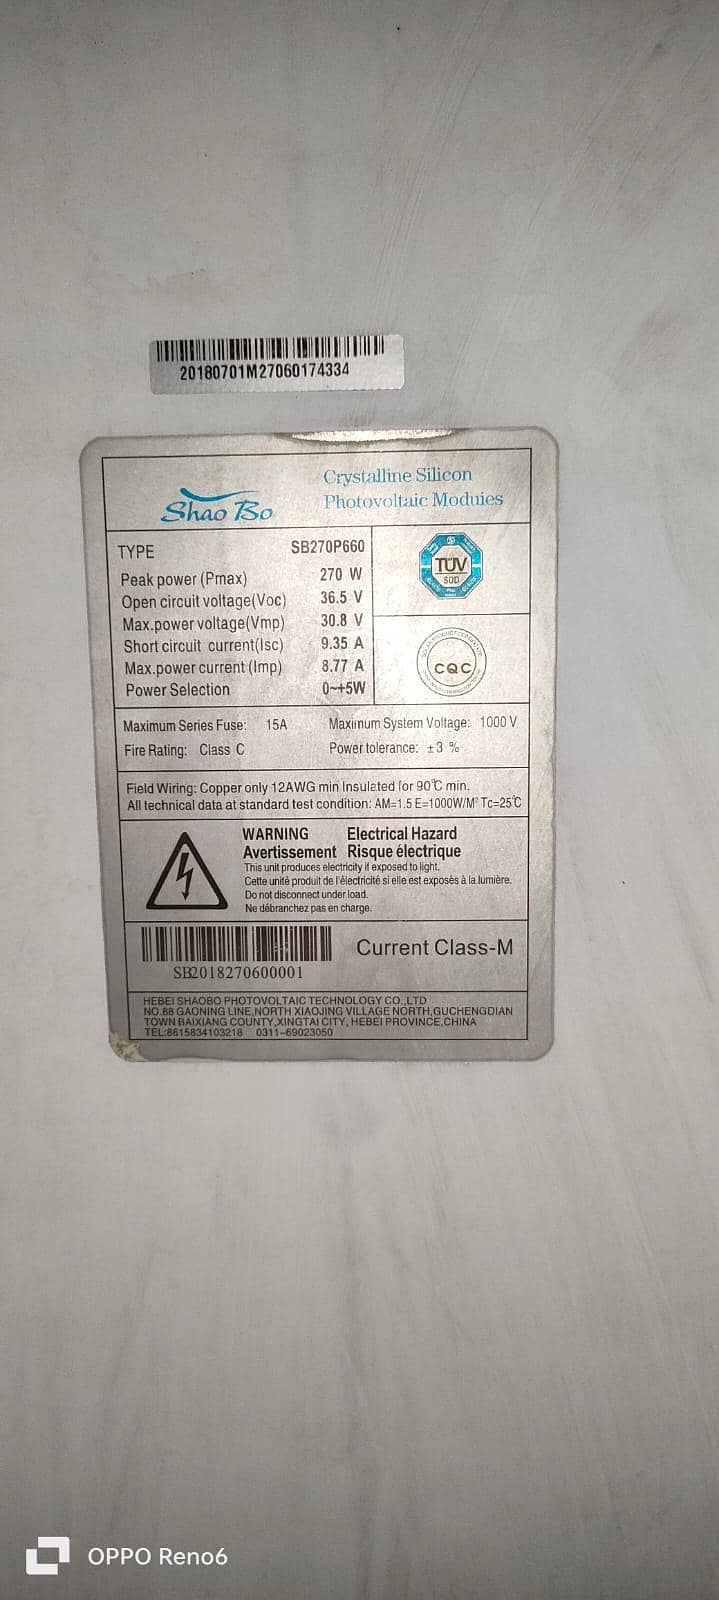 20180701M27060174334
Shao Bo
Crystalline Silicon
Photovoltaic Moduies
TYPE SB270P660
Peak power (Pmax) 270 W
Open circuit voltage(Voc) 36.5 V
Max.power voltage(Vmp) 30.8 V
Short circuit current(Isc) 9.35 A
Max.power current (Imp) 8.77 A
Power Selection 0~+5W
TÜV
SÜD
CQC
Maximum Series Fuse: 15A Maximum System Voltage: 1000 V
Fire Rating: Class C Power tolerance: ±3 %
Field Wiring: Copper only 12AWG min Insulated for 90℃ min.
All technical data at standard test condition: AM=1.5 E=1000W/M² Tc=25℃
WARNING Electrical Hazard
Avertissement Risque électrique
This unit produces electricity if exposed to light.
Cette unité produit de l'électricité si elle est exposés à la lumière.
Do not disconnect under load.
Ne débranchez pas en charge.
Current Class-M
SB2018270600001
HEBEI SHAOBO PHOTOVOLTAIC TECHNOLOGY CO.,LTD
NO.88 GAONING LINE,NORTH XIAOJING VILLAGE NORTH,GUCHENGDIAN
TOWN BAIXIANG COUNTY,XINGTAI CITY, HEBEI PROVINCE,CHINA
TEL:8615834103218 0311-69023050
OPPO Reno6